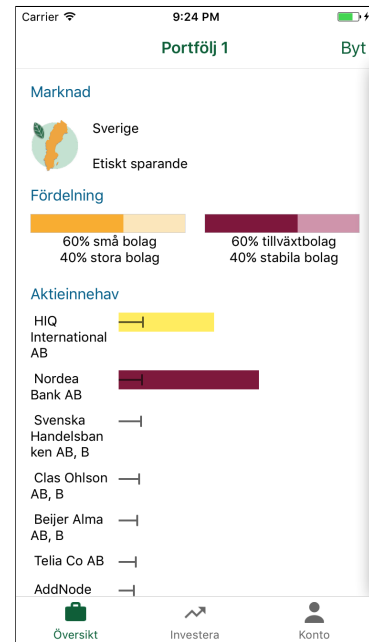 Carrier 9:24 PM
Portfölj 1 Byt
Marknad
Sverige
Etiskt sparande
Fördelning
60% små bolag
40% stora bolag
60% tillväxtbolag
40% stabila bolag
Aktieinnehav
HIQ
International
AB
Nordea
Bank AB
Svenska
Handelsban
ken AB, B
Clas Ohlson
AB, B
Beijer Alma
AB, B
Telia Co AB
AddNode
Översikt Investera Konto